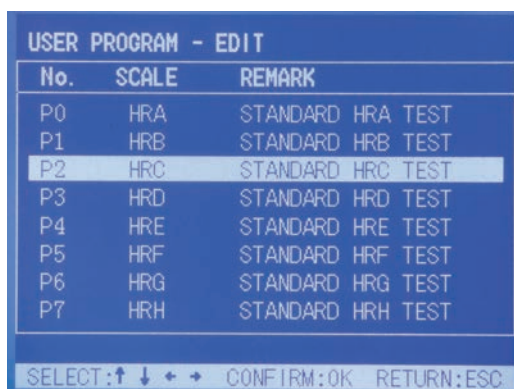 USER PROGRAM - EDIT
No. SCALE REMARK
P0 HRA STANDARD HRA TEST
P1 HRB STANDARD HRB TEST
P2 HRC STANDARD HRC TEST
P3 HRD STANDARD HRD TEST
P4 HRE STANDARD HRE TEST
P5 HRF STANDARD HRF TEST
P6 HRG STANDARD HRG TEST
P7 HRH STANDARD HRH TEST
SELECT:↑ ↓ ← → CONFIRM:OK RETURN:ESC